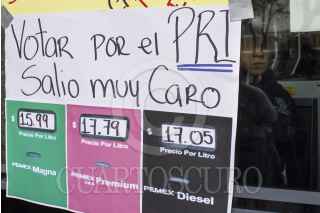 Votar por el PRI
Salio muy Caro
$ 15.99
Precio Por Litro
PEMEX
Magna
$ 17.79
Precio Por Litro
PEMEX
Premium
$ 17.05
Precio Por Litro
PEMEX
Diesel
CUARTOSCURO
CUARTOSCURO